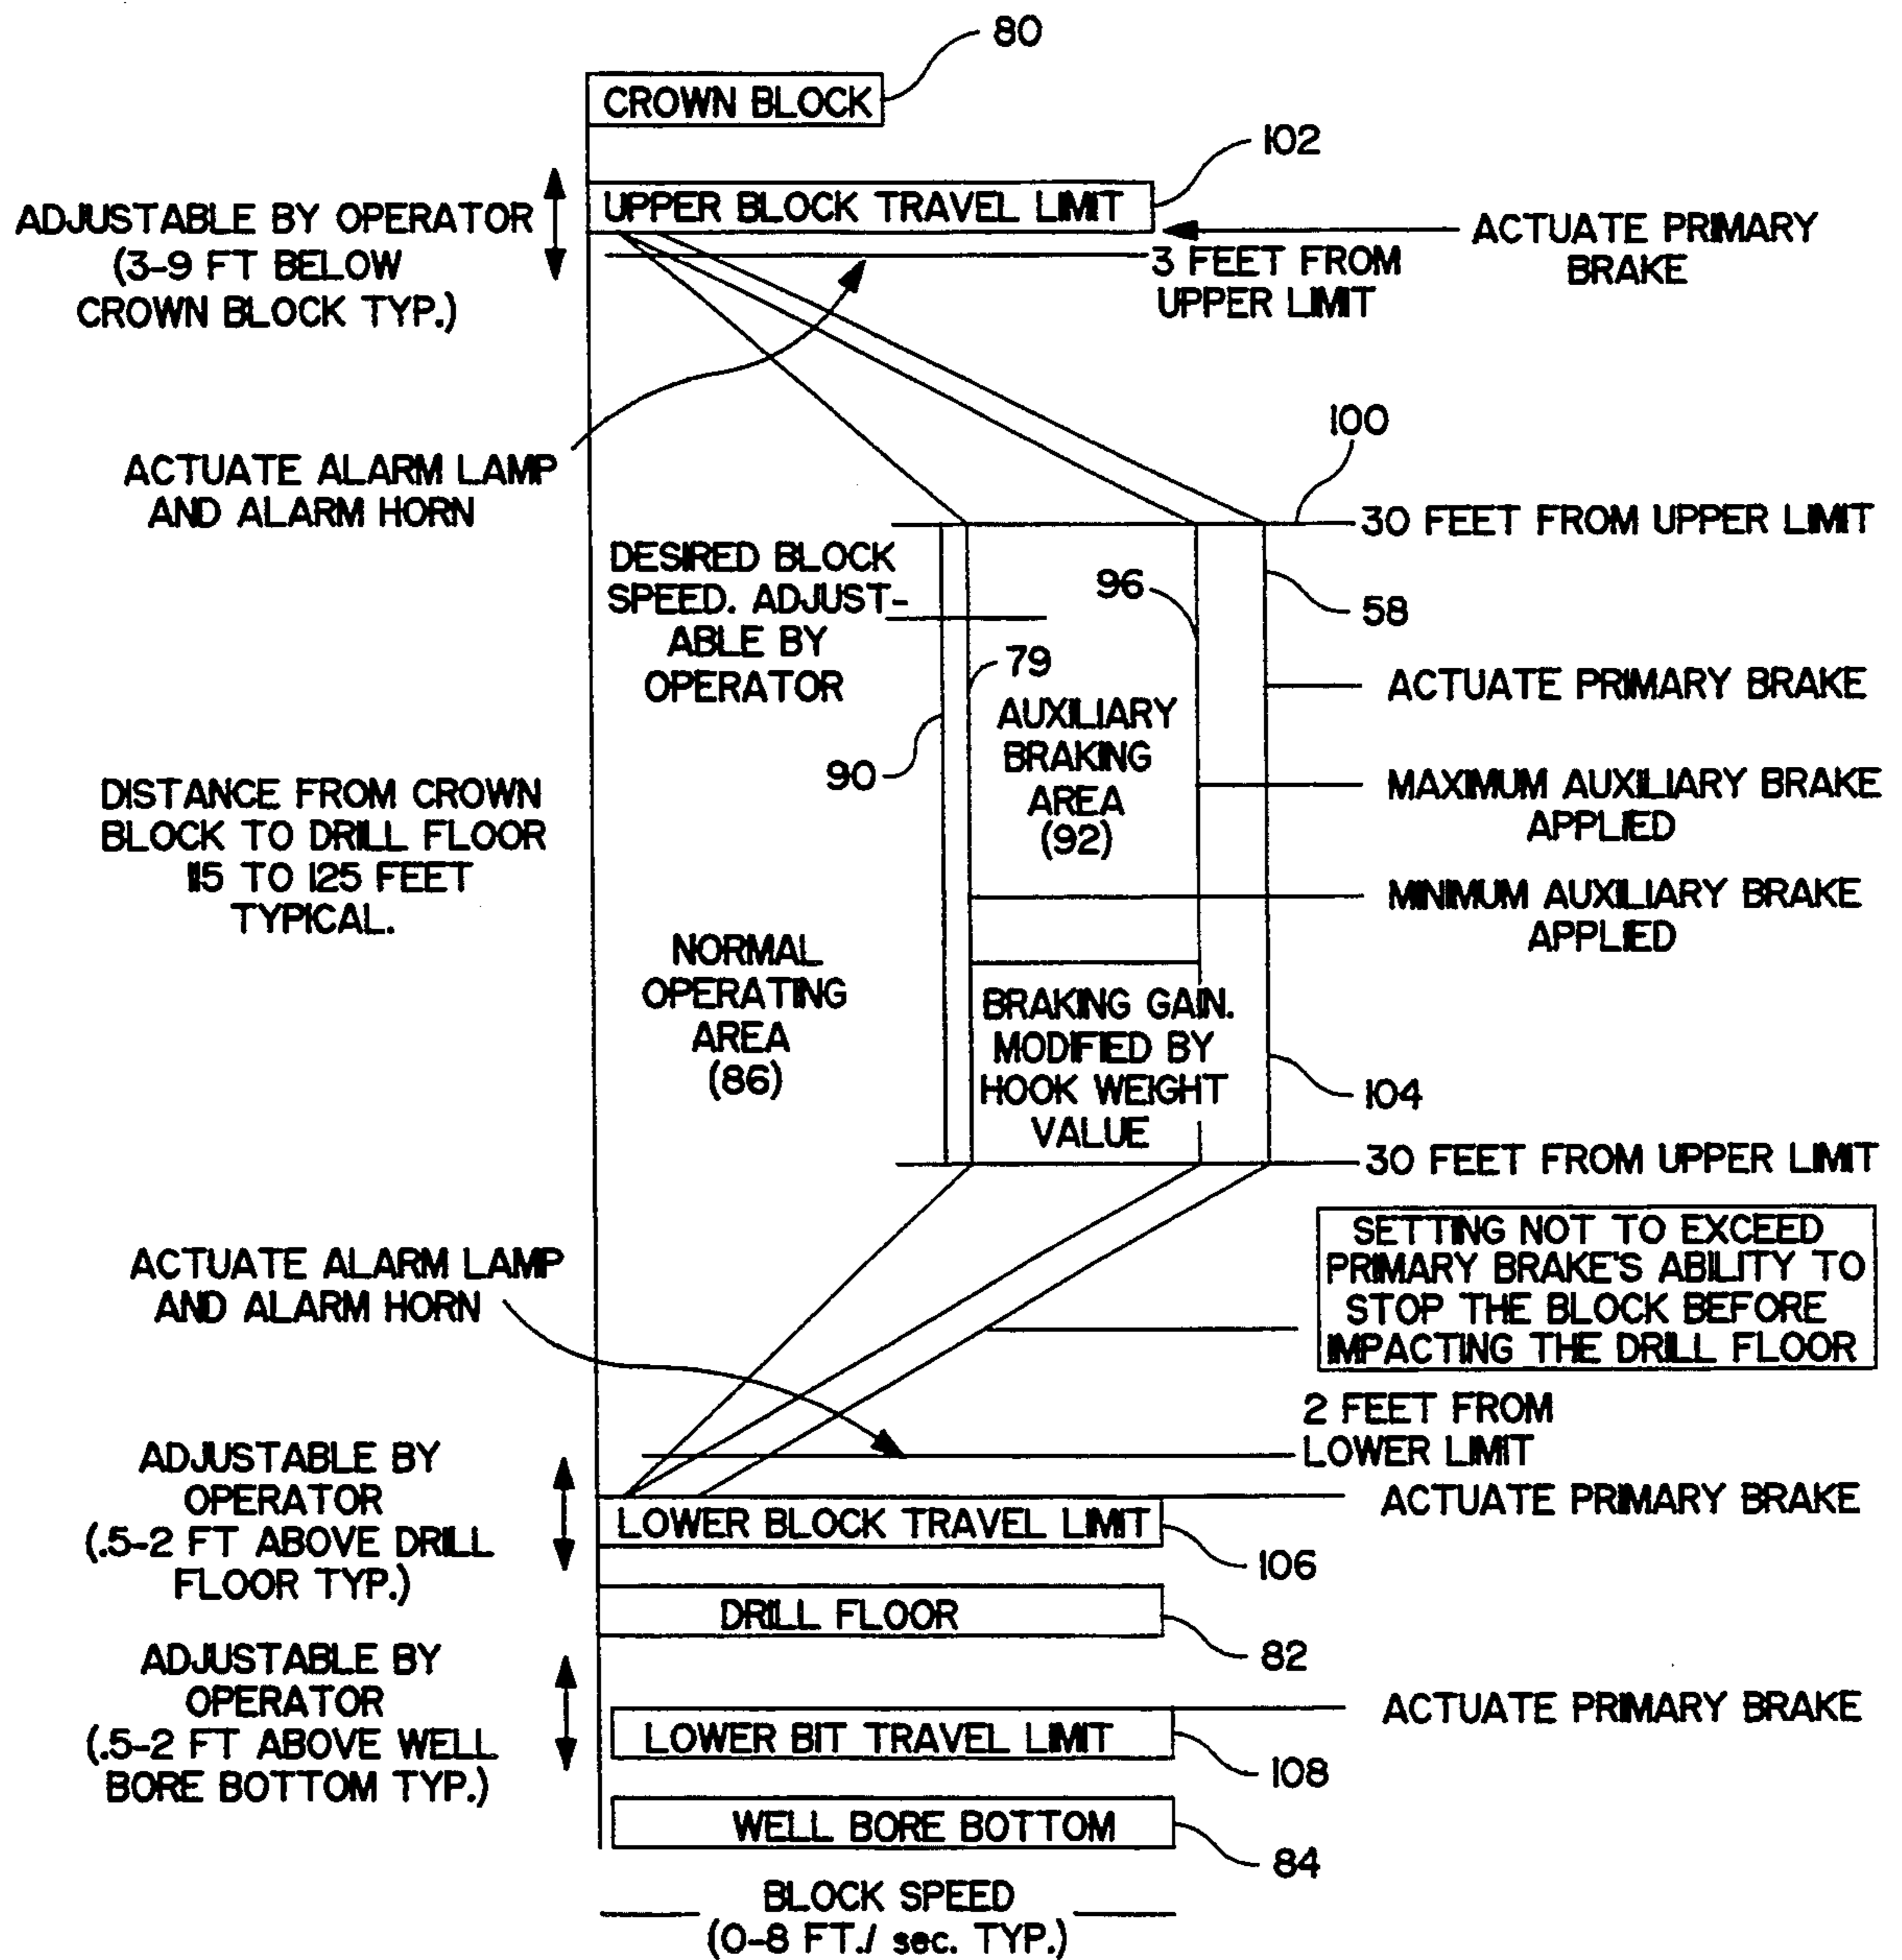 80
CROWN BLOCK
102
UPPER BLOCK TRAVEL LIMIT
ADJUSTABLE BY OPERATOR
(3-9 FT BELOW
CROWN BLOCK TYP.)
ACTUATE PRIMARY
BRAKE
3 FEET FROM
UPPER LIMIT
ACTUATE ALARM LAMP
AND ALARM HORN
100
30 FEET FROM UPPER LIMIT
DESIRED BLOCK
SPEED. ADJUST-
ABLE BY
OPERATOR
96
58
79
ACTUATE PRIMARY BRAKE
AUXILIARY
BRAKING
AREA
(92)
90
MAXIMUM AUXILIARY BRAKE
APPLIED
DISTANCE FROM CROWN
BLOCK TO DRILL FLOOR
115 TO 125 FEET
TYPICAL.
MINIMUM AUXILIARY BRAKE
APPLIED
NORMAL
OPERATING
AREA
(86)
BRAKING GAIN.
MODIFIED BY
HOOK WEIGHT
VALUE
104
30 FEET FROM UPPER LIMIT
SETTING NOT TO EXCEED
PRIMARY BRAKE'S ABILITY TO
STOP THE BLOCK BEFORE
IMPACTING THE DRILL FLOOR
ACTUATE ALARM LAMP
AND ALARM HORN
2 FEET FROM
LOWER LIMIT
ADJUSTABLE BY
OPERATOR
(.5-2 FT ABOVE DRILL
FLOOR TYP.)
ACTUATE PRIMARY BRAKE
LOWER BLOCK TRAVEL LIMIT
106
DRILL FLOOR
82
ADJUSTABLE BY
OPERATOR
(.5-2 FT ABOVE WELL
BORE BOTTOM TYP.)
ACTUATE PRIMARY BRAKE
LOWER BIT TRAVEL LIMIT
108
WELL BORE BOTTOM
84
BLOCK SPEED
(0-8 FT./ sec. TYP.)